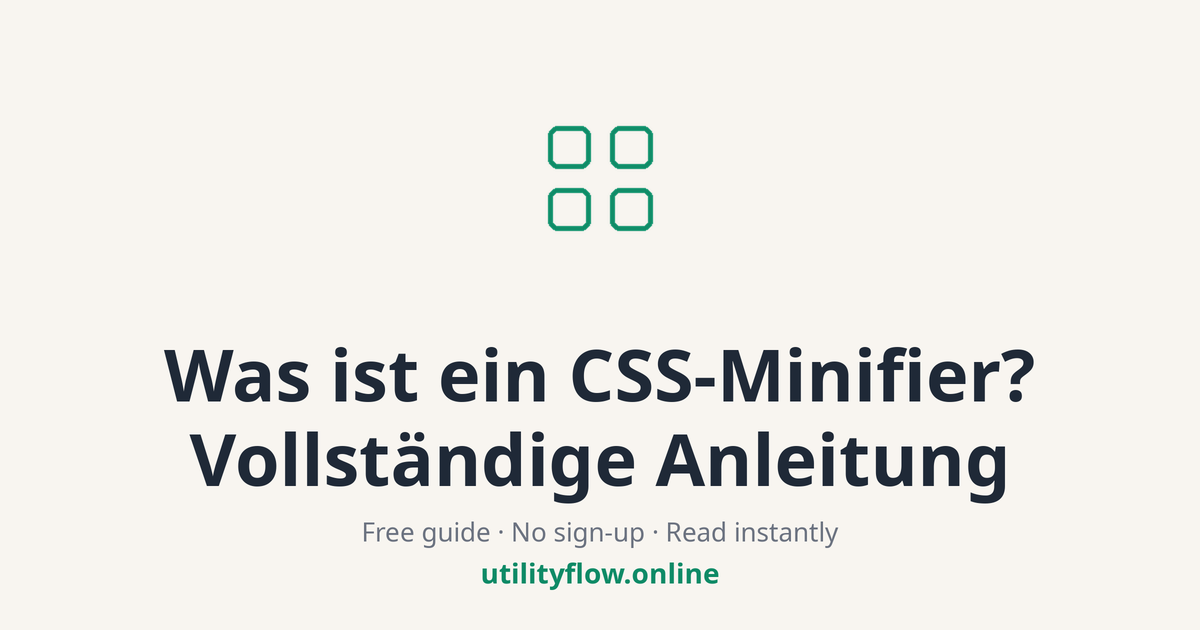 Was ist ein CSS-Minifier?
Vollständige Anleitung
Free guide · No sign-up · Read instantly
utilityflow.online